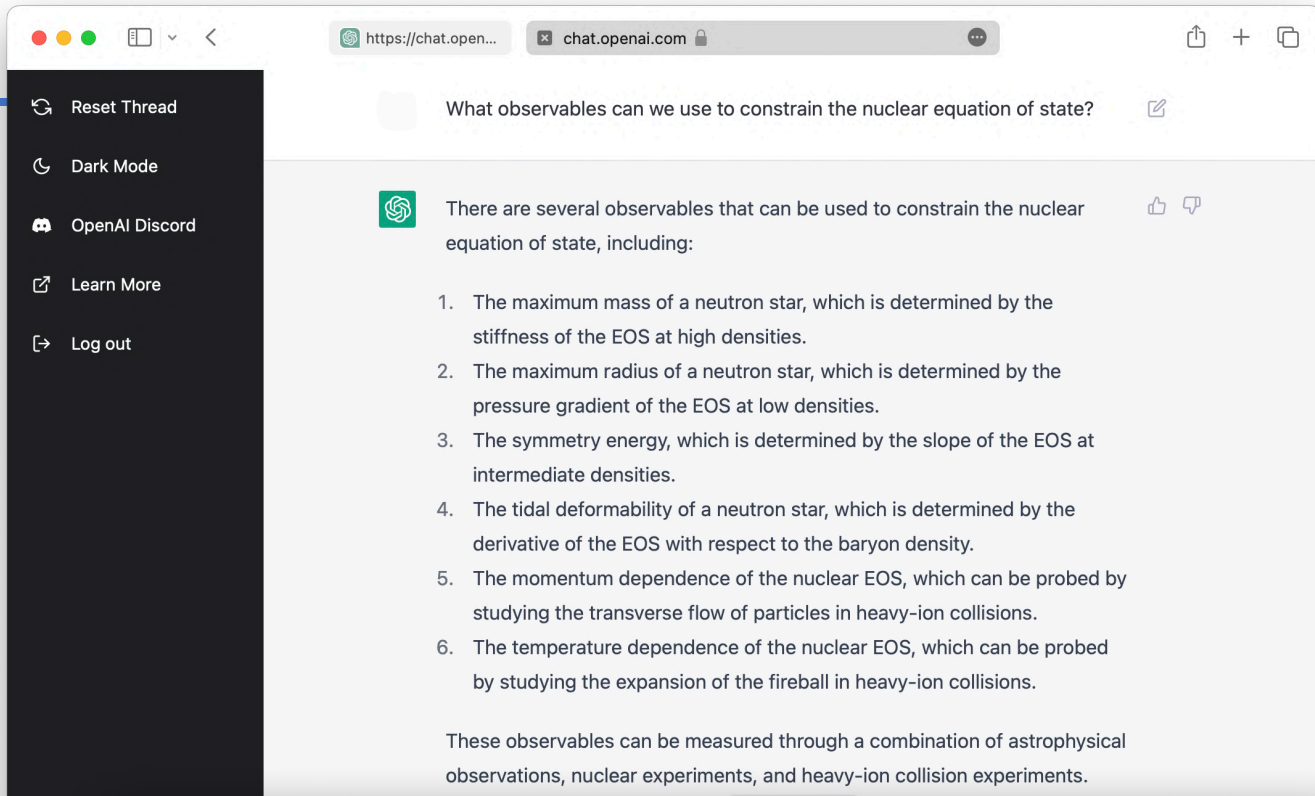 https://chat.open...
chat.openai.com
Reset Thread
Dark Mode
OpenAI Discord
Learn More
Log out
What observables can we use to constrain the nuclear equation of state?
There are several observables that can be used to constrain the nuclear
equation of state, including:
1. The maximum mass of a neutron star, which is determined by the
stiffness of the EOS at high densities.
2. The maximum radius of a neutron star, which is determined by the
pressure gradient of the EOS at low densities.
3. The symmetry energy, which is determined by the slope of the EOS at
intermediate densities.
4. The tidal deformability of a neutron star, which is determined by the
derivative of the EOS with respect to the baryon density.
5. The momentum dependence of the nuclear EOS, which can be probed by
studying the transverse flow of particles in heavy-ion collisions.
6. The temperature dependence of the nuclear EOS, which can be probed
by studying the expansion of the fireball in heavy-ion collisions.
These observables can be measured through a combination of astrophysical
observations, nuclear experiments, and heavy-ion collision experiments.